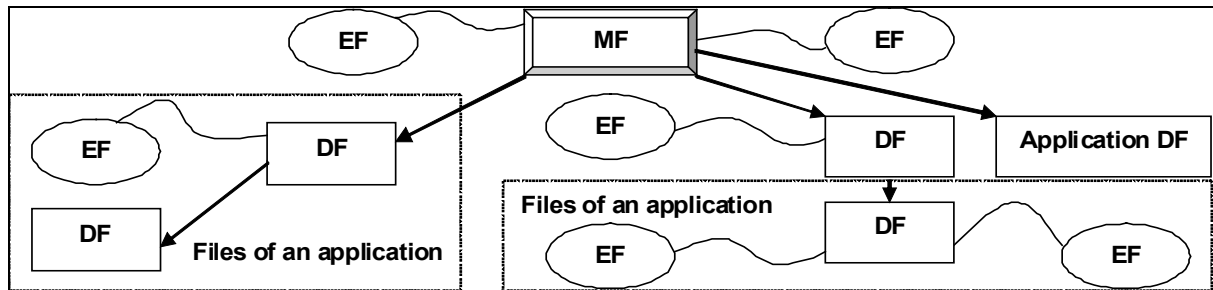 EF
MF
EF
EF
DF
EF
DF
Application DF
DF
Files of an application
Files of an application
EF
DF
EF